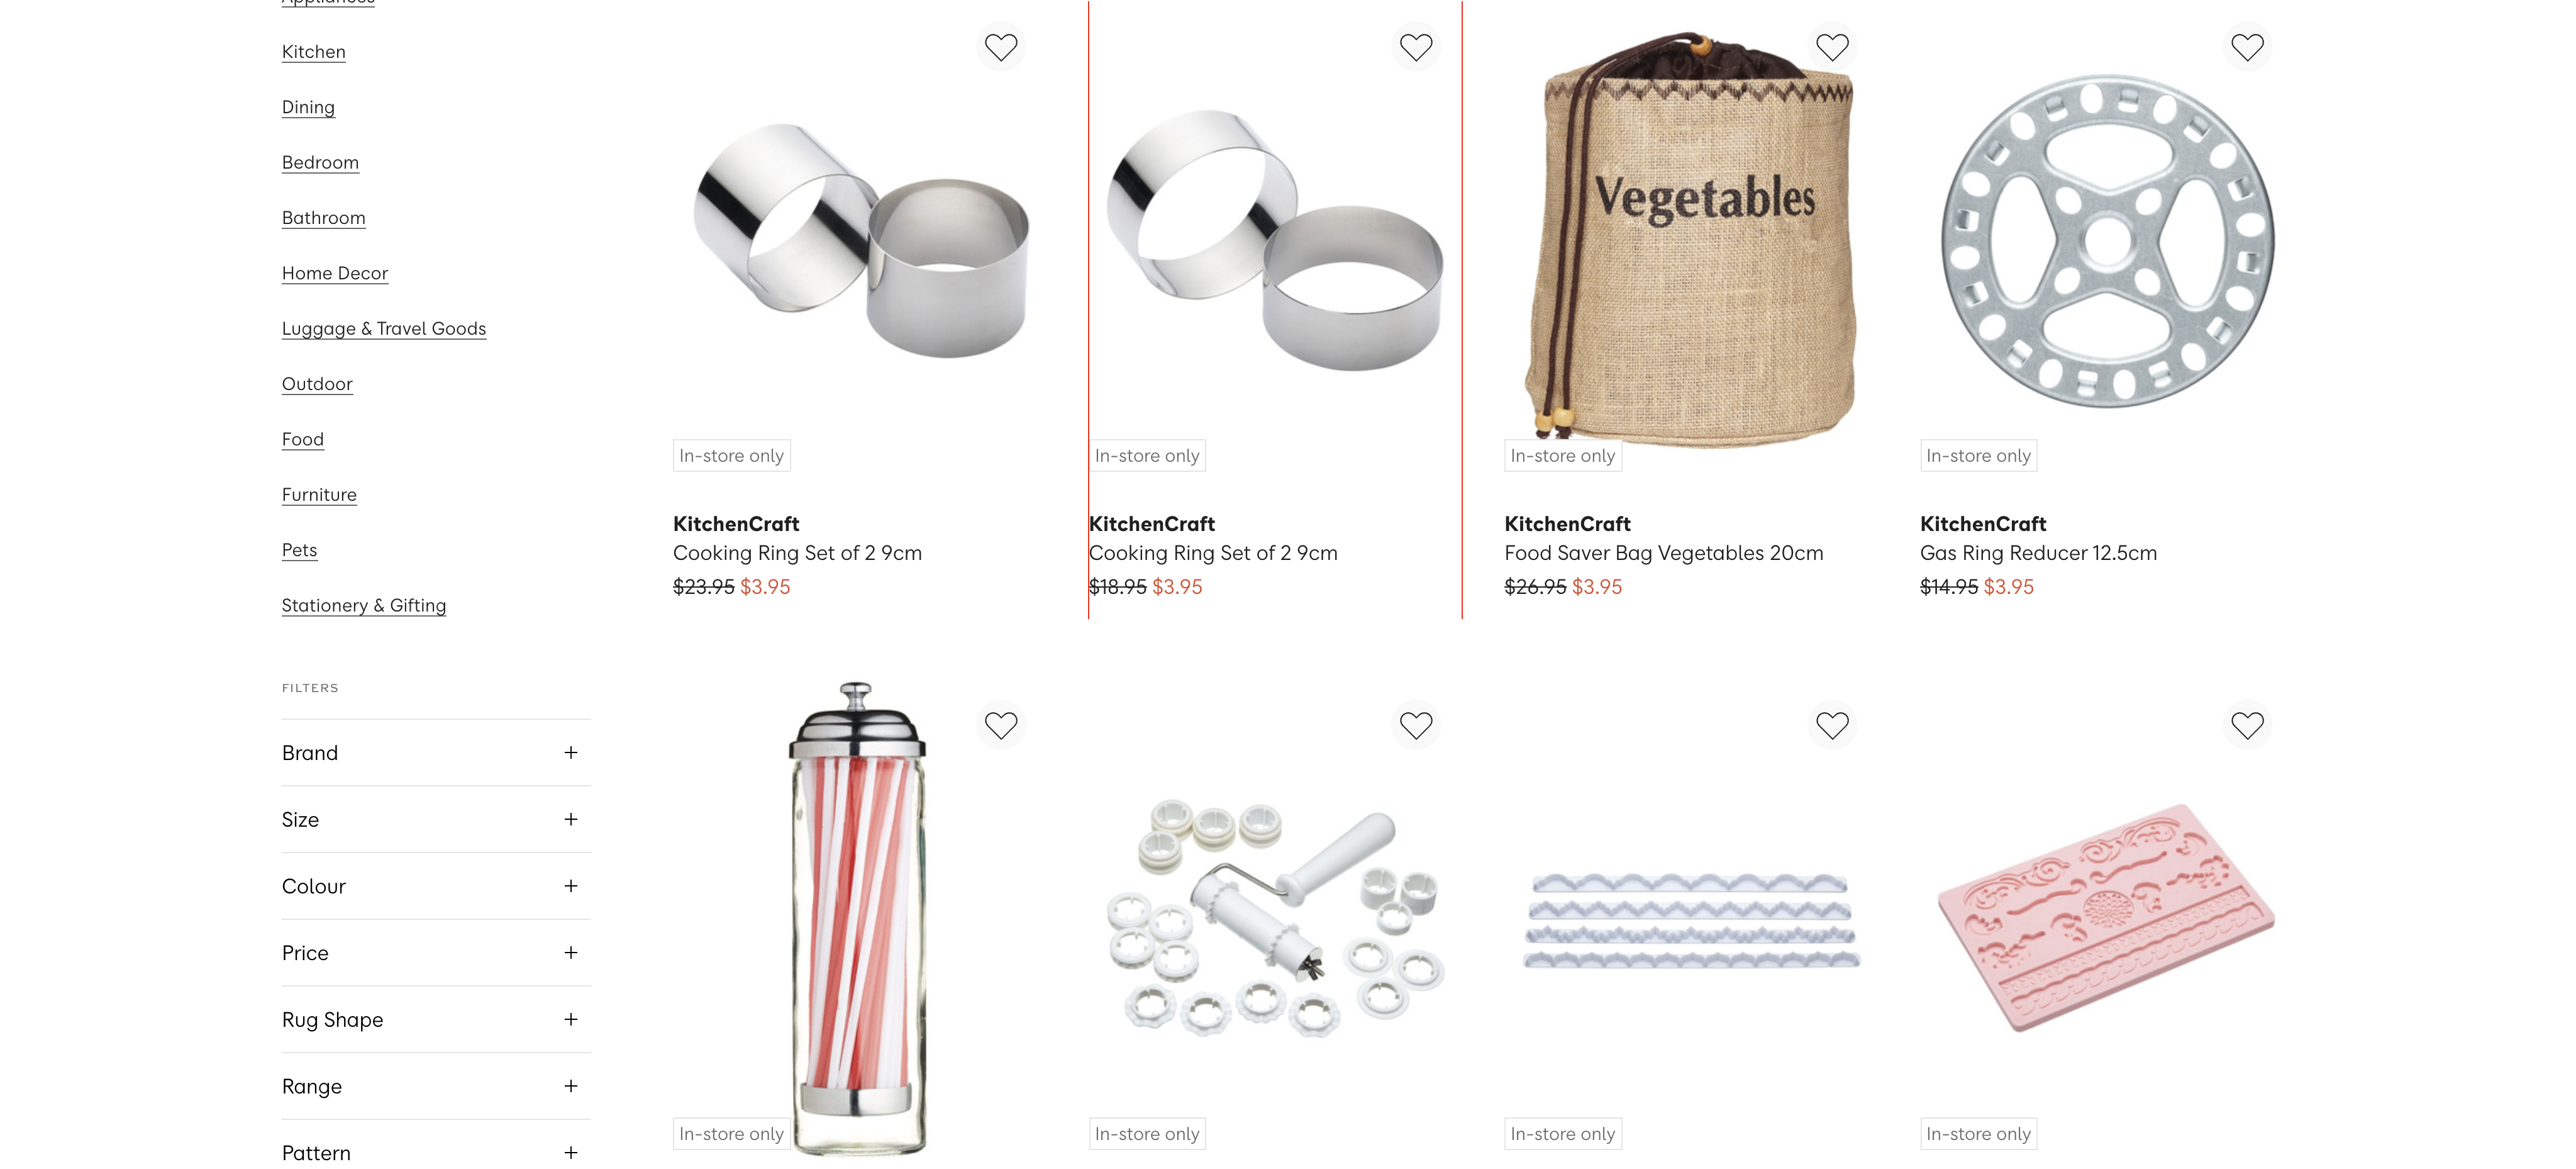 Appliances
Kitchen
Dining
Bedroom
Bathroom
Home Decor
Luggage & Travel Goods
Outdoor
Food
Furniture
Pets
Stationery & Gifting
FILTERS
Brand
Size
Colour
Price
Rug Shape
Range
Pattern
In-store only
KitchenCraft
Cooking Ring Set of 2 9cm
$23.95 $3.95
In-store only
KitchenCraft
Cooking Ring Set of 2 9cm
$18.95 $3.95
Vegetables
In-store only
KitchenCraft
Food Saver Bag Vegetables 20cm
$26.95 $3.95
In-store only
KitchenCraft
Gas Ring Reducer 12.5cm
$14.95 $3.95
In-store only
In-store only
In-store only
In-store only